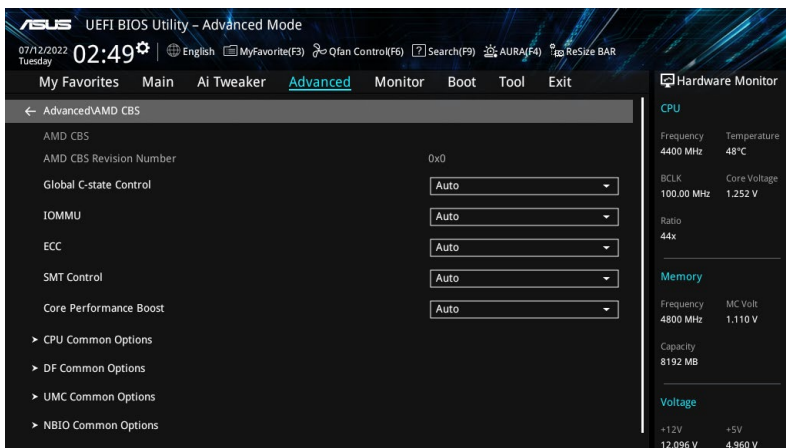 ASUS UEFI BIOS Utility – Advanced Mode
07/12/2022 Tuesday 02:49 English MyFavorite(F3) Qfan Control(F6) ? Search(F9) AURA(F4) ReSize BAR
My Favorites Main Ai Tweaker Advanced Monitor Boot Tool Exit
← Advanced\AMD CBS
AMD CBS
AMD CBS Revision Number 0x0
Global C-state Control Auto
IOMMU Auto
ECC Auto
SMT Control Auto
Core Performance Boost Auto
CPU Common Options
DF Common Options
UMC Common Options
NBIO Common Options
Hardware Monitor
CPU
Frequency Temperature
4400 MHz 48°C
BCLK Core Voltage
100.00 MHz 1.252 V
Ratio
44x
Memory
Frequency MC Volt
4800 MHz 1.110 V
Capacity
8192 MB
Voltage
+12V +5V
12.096 V 4.960 V